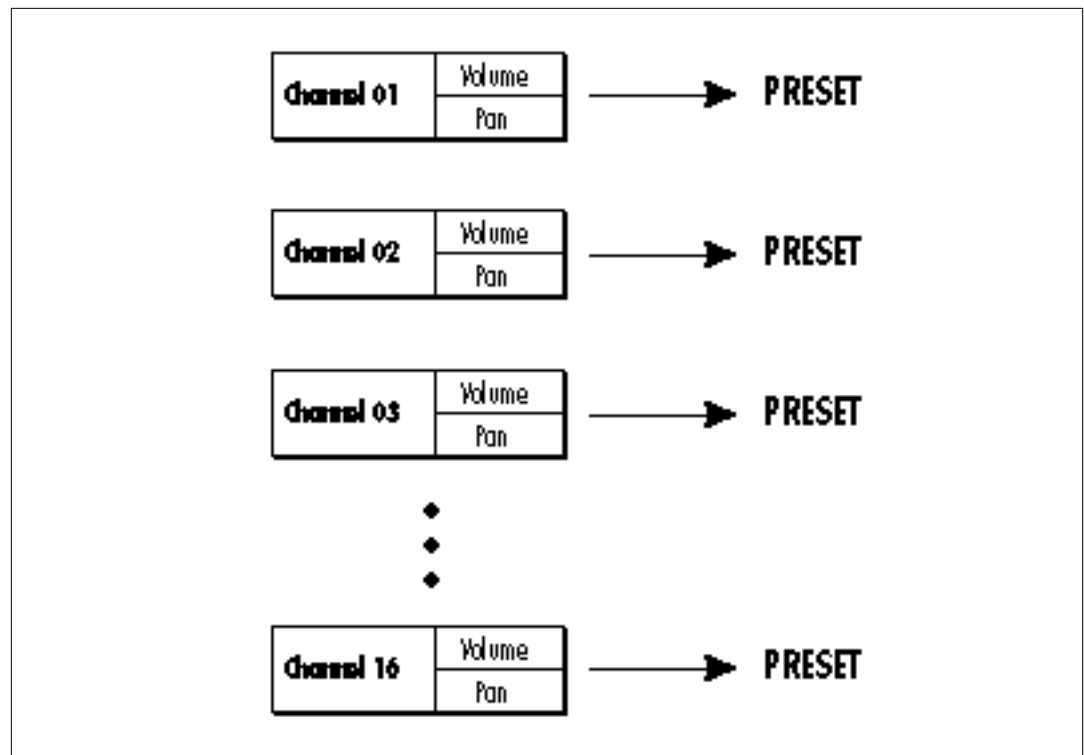 Channel 01
Volume
Pan
PRESET
Channel 02
Volume
Pan
PRESET
Channel 03
Volume
Pan
PRESET
Channel 16
Volume
Pan
PRESET